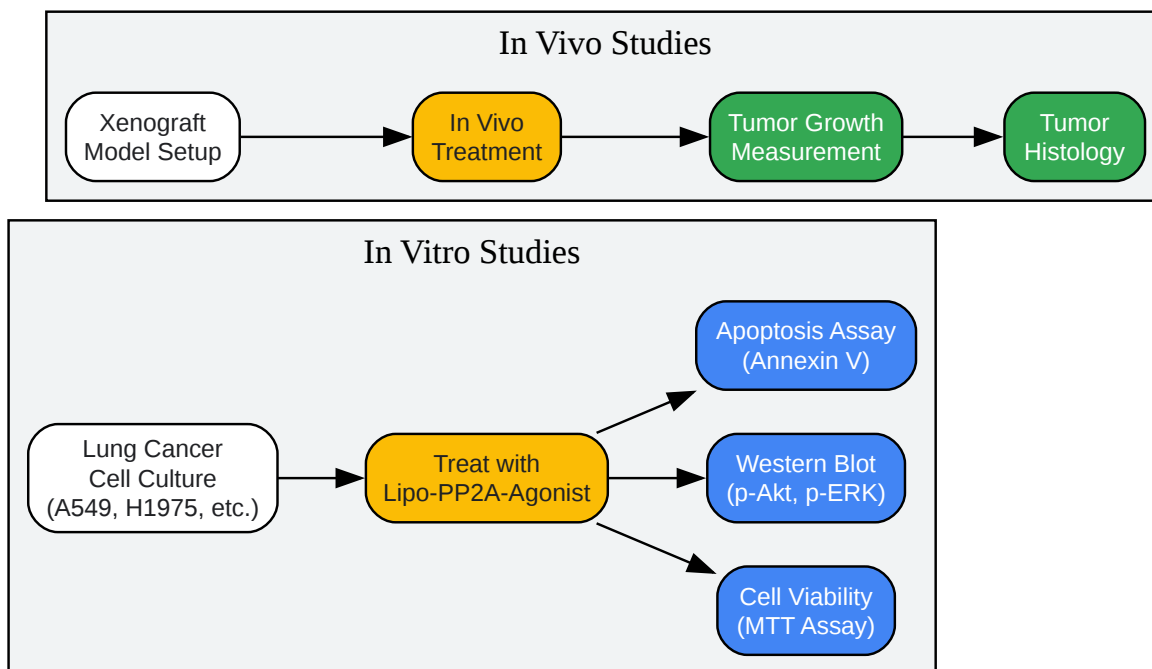 In Vivo Studies
Xenograft
Model Setup
In Vivo
Treatment
Tumor Growth
Measurement
Tumor
Histology
In Vitro Studies
Lung Cancer
Cell Culture
(A549, H1975, etc.)
Treat with
Lipo-PP2A-Agonist
Apoptosis Assay
(Annexin V)
Western Blot
(p-Akt, p-ERK)
Cell Viability
(MTT Assay)